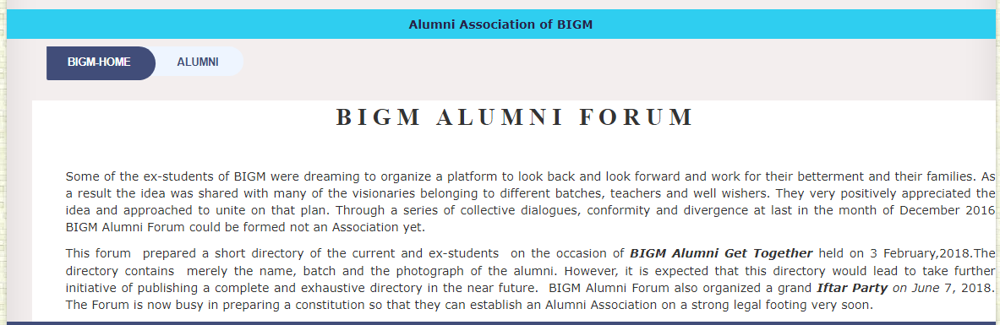 Alumni Association of BIGM
BIGM-HOME ALUMNI
BIGM ALUMNI FORUM
Some of the ex-students of BIGM were dreaming to organize a platform to look back and look forward and work for their betterment and their families. As
a result the idea was shared with many of the visionaries belonging to different batches, teachers and well wishers. They very positively appreciated the
idea and approached to unite on that plan. Through a series of collective dialogues, conformity and divergence at last in the month of December 2016
BIGM Alumni Forum could be formed not an Association yet.
This forum prepared a short directory of the current and ex-students on the occasion of BIGM Alumni Get Together held on 3 February,2018.The
directory contains merely the name, batch and the photograph of the alumni. However, it is expected that this directory would lead to take further
initiative of publishing a complete and exhaustive directory in the near future. BIGM Alumni Forum also organized a grand Iftar Party on June 7, 2018.
The Forum is now busy in preparing a constitution so that they can establish an Alumni Association on a strong legal footing very soon.